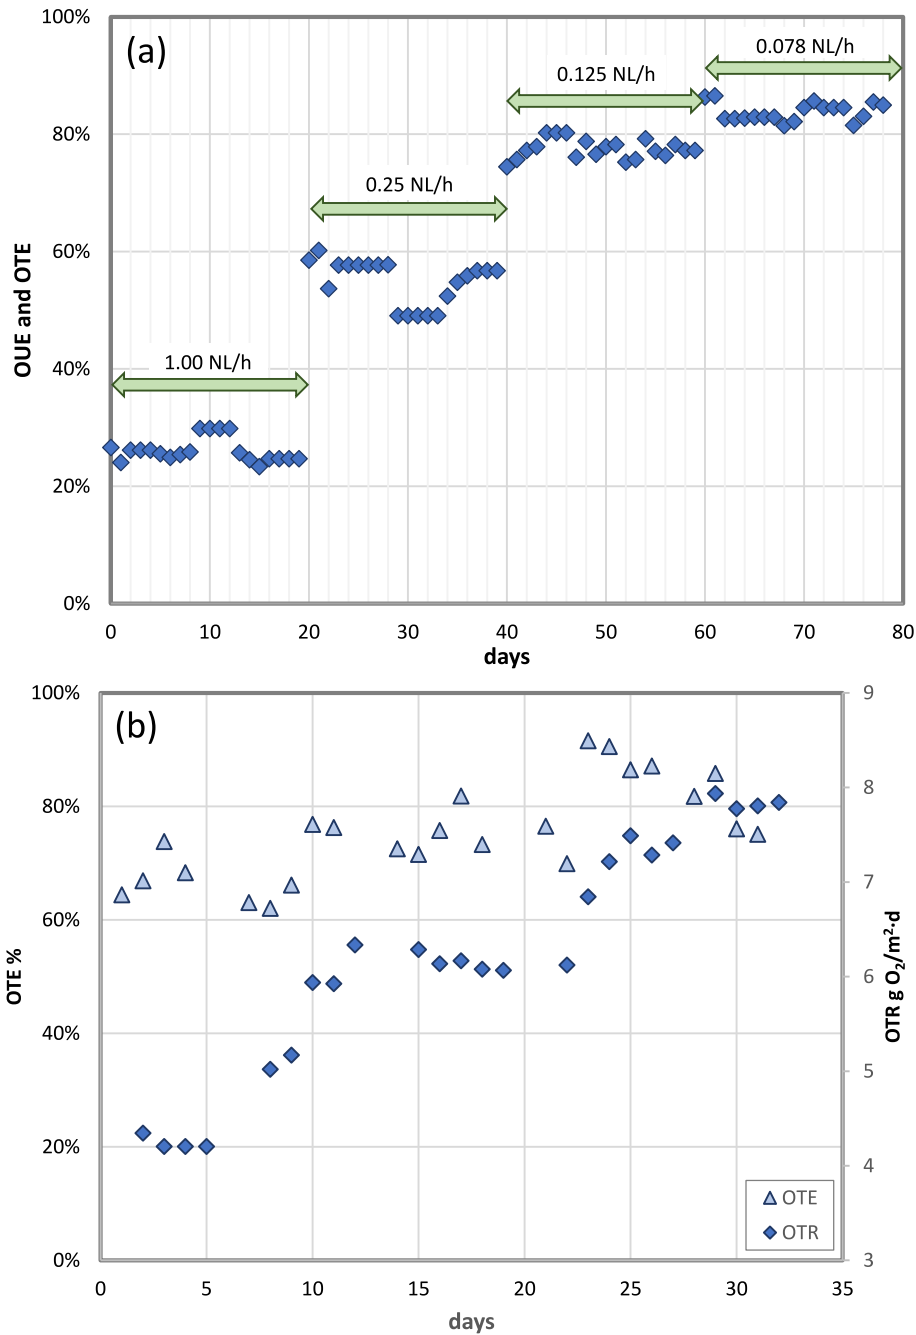 100%
(a)
0.078 NL/h
0.125 NL/h
80%
0.25 NL/h
60%
OUE and OTE
1.00 NL/h
40%
20%
0%
0 10 20 30 40 50 60 70 80
days
100% 9
(b)
80% 8
7
60%
OTE %
6
OTR g O₂/m²·d
40%
5
20%
4
OTE
OTR
0% 3
0 5 10 15 20 25 30 35
days